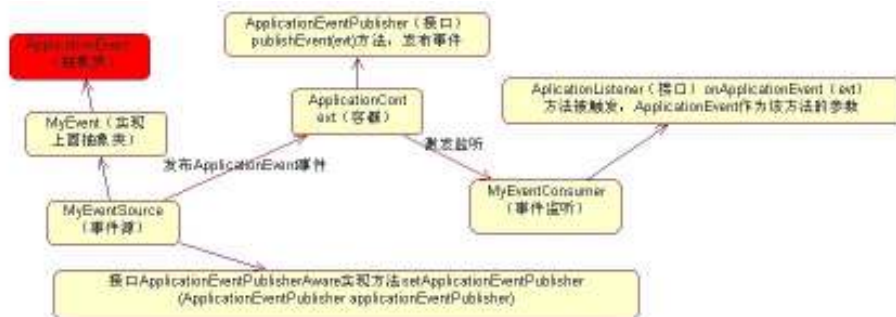 ApplicationEventPublisher（接口）
publishEvent(evt)方法，发布事件
ApplicationEvent
（抽象类）
AplicationListener（接口）onApplicationEvent（evt）
方法被触发，ApplicationEvent作为该方法的参数
ApplicationCont
ext（容器）
MyEvent（实现
上面抽象类）
激发监听
发布ApplicationEvent事件
MyEventConsumer
（事件监听）
MyEventSource
（事件源）
接口ApplicationEventPublisherAware实现方法setApplicationEventPublisher
(ApplicationEventPublisher applicationEventPublisher)